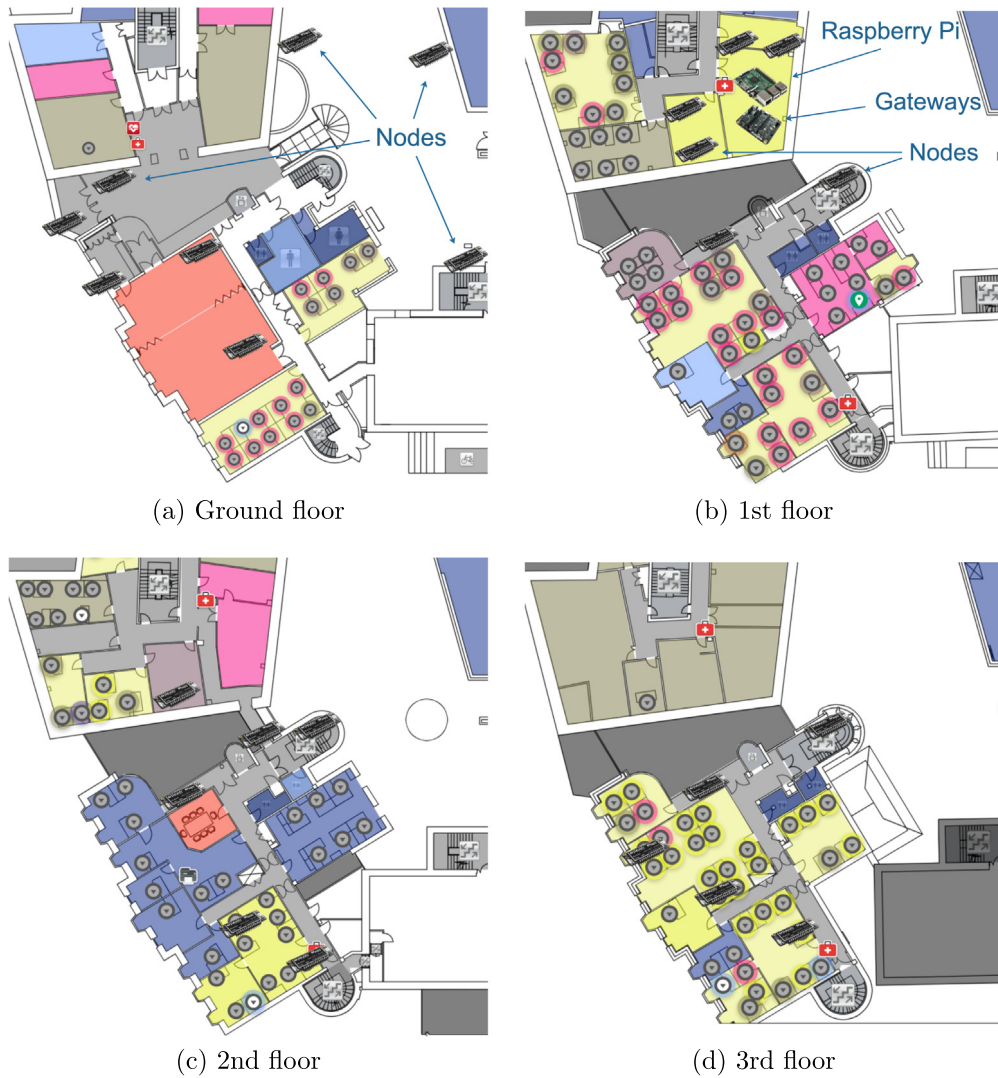 Nodes
(a) Ground floor
Raspberry Pi
Gateways
Nodes
(b) 1st floor
(c) 2nd floor
(d) 3rd floor